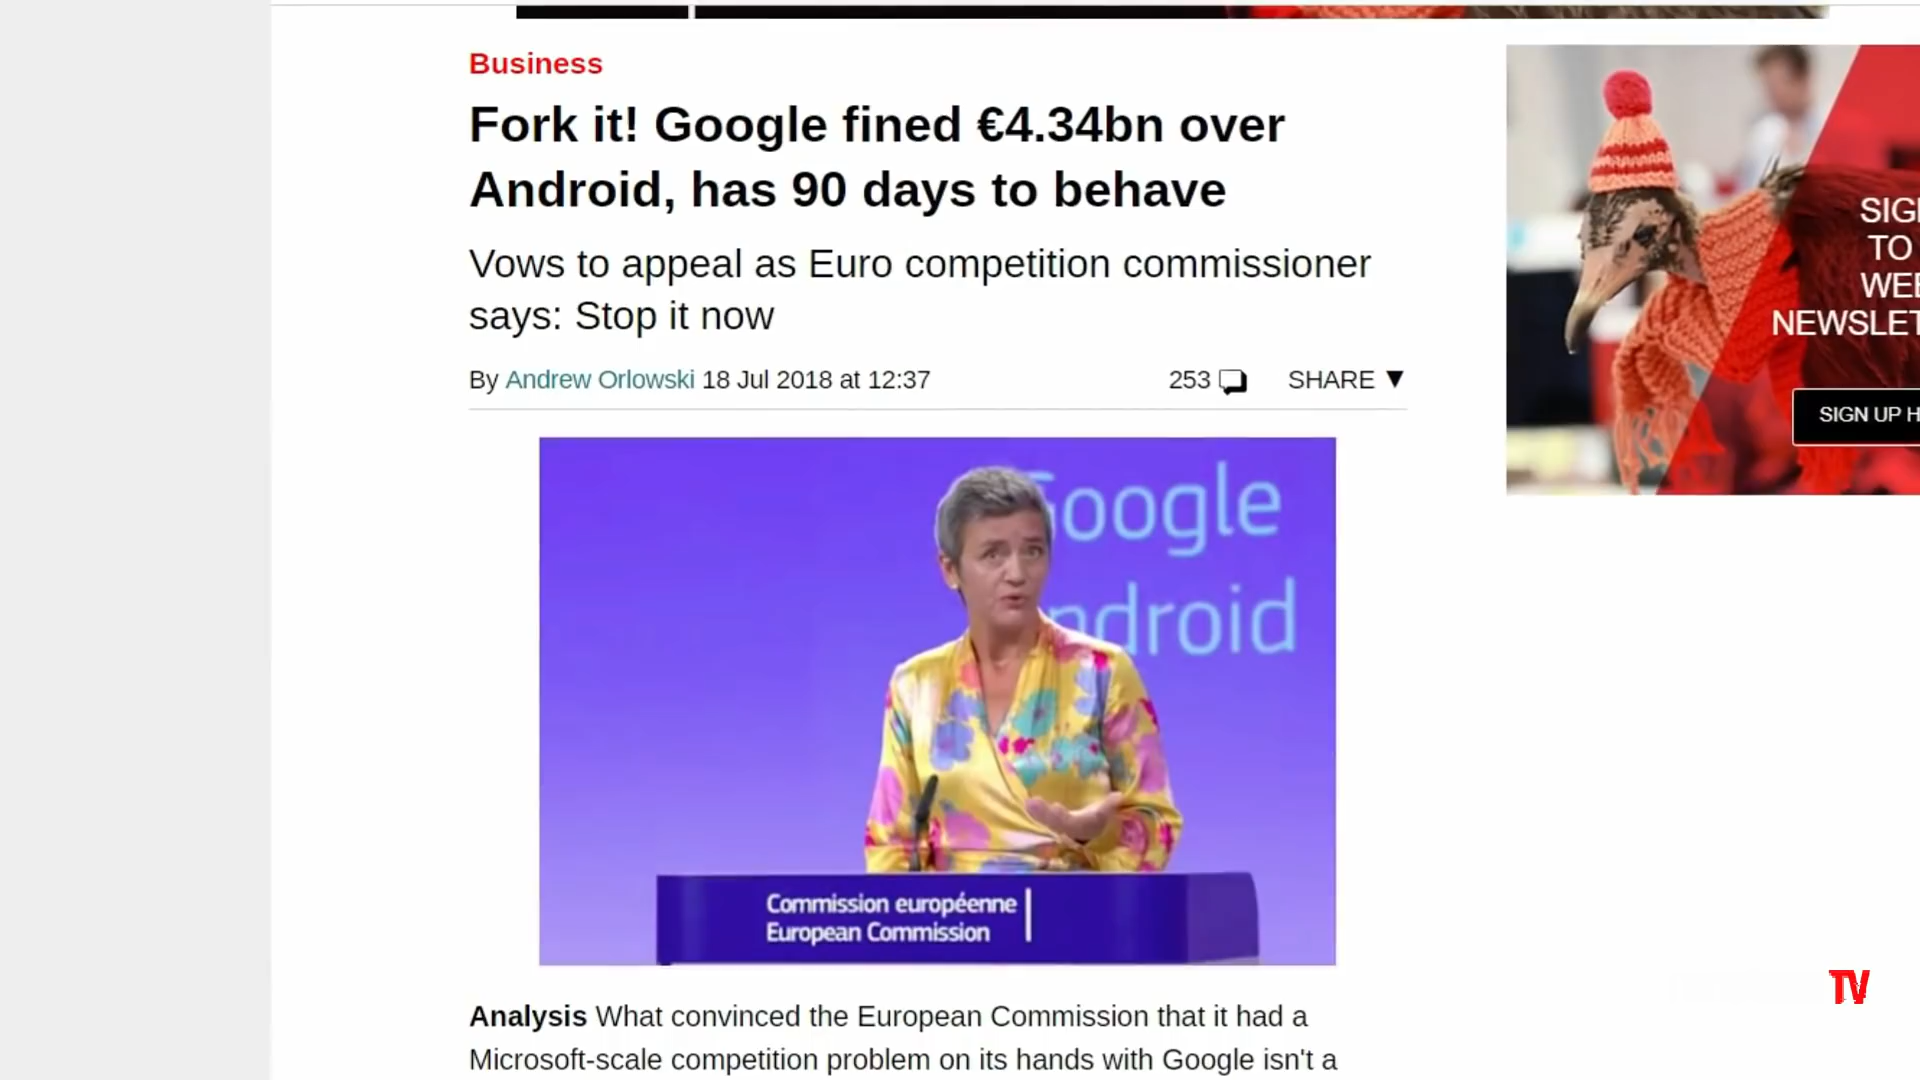 Business
Fork it! Google fined €4.34bn over
Android, has 90 days to behave
Vows to appeal as Euro competition commissioner
says: Stop it now
By Andrew Orlowski 18 Jul 2018 at 12:37
253
SHARE ▼
Google
Android
Commission européenne
European Commission
Analysis What convinced the European Commission that it had a
Microsoft-scale competition problem on its hands with Google isn't a
TO
SIGN UP
TV